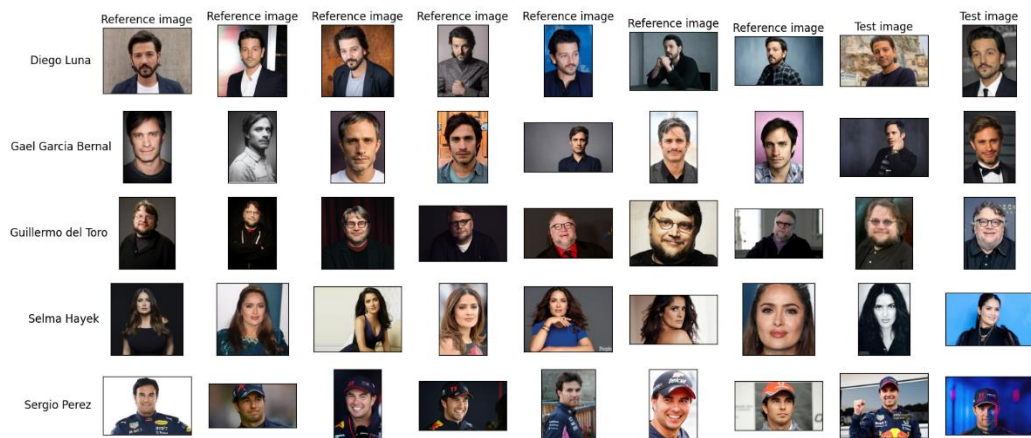 Reference image Reference image Reference image Reference image Reference image Reference image Reference image Test image Test image
Diego Luna
Gael Garcia Bernal
Guillermo del Toro
Selma Hayek
Sergio Perez